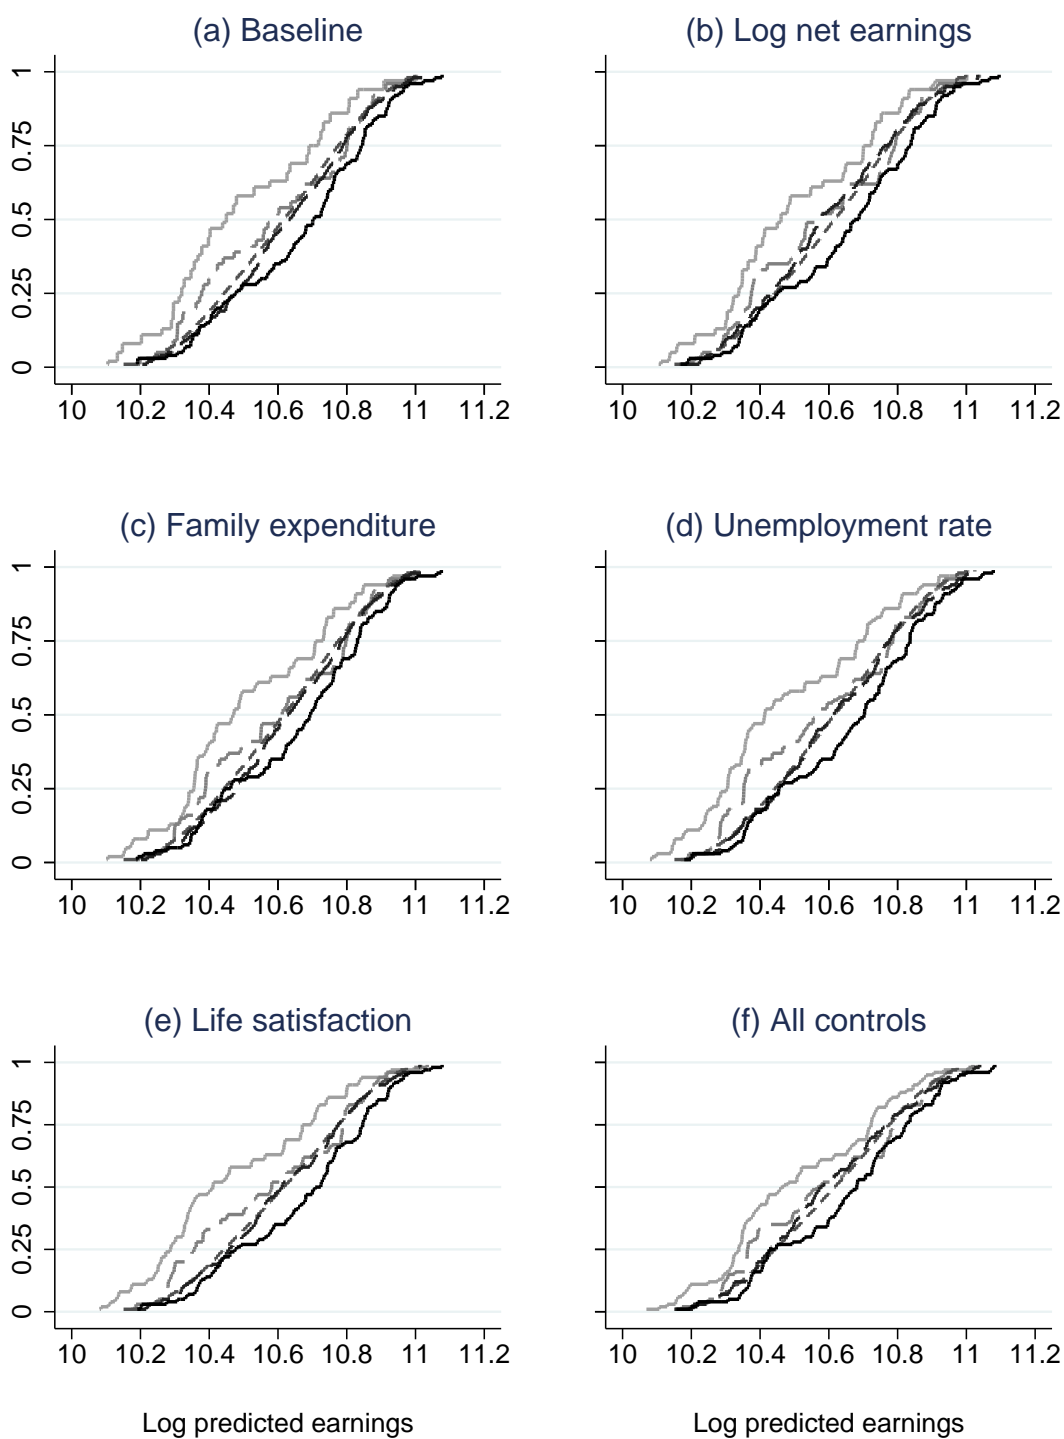 (a) Baseline
(b) Log net earnings
1
0.75
0.5
0.25
0
10 10.2 10.4 10.6 10.8 11 11.2
10 10.2 10.4 10.6 10.8 11 11.2
(c) Family expenditure
(d) Unemployment rate
1
0.75
0.5
0.25
0
10 10.2 10.4 10.6 10.8 11 11.2
10 10.2 10.4 10.6 10.8 11 11.2
(e) Life satisfaction
(f) All controls
1
0.75
0.5
0.25
0
10 10.2 10.4 10.6 10.8 11 11.2
10 10.2 10.4 10.6 10.8 11 11.2
Log predicted earnings
Log predicted earnings